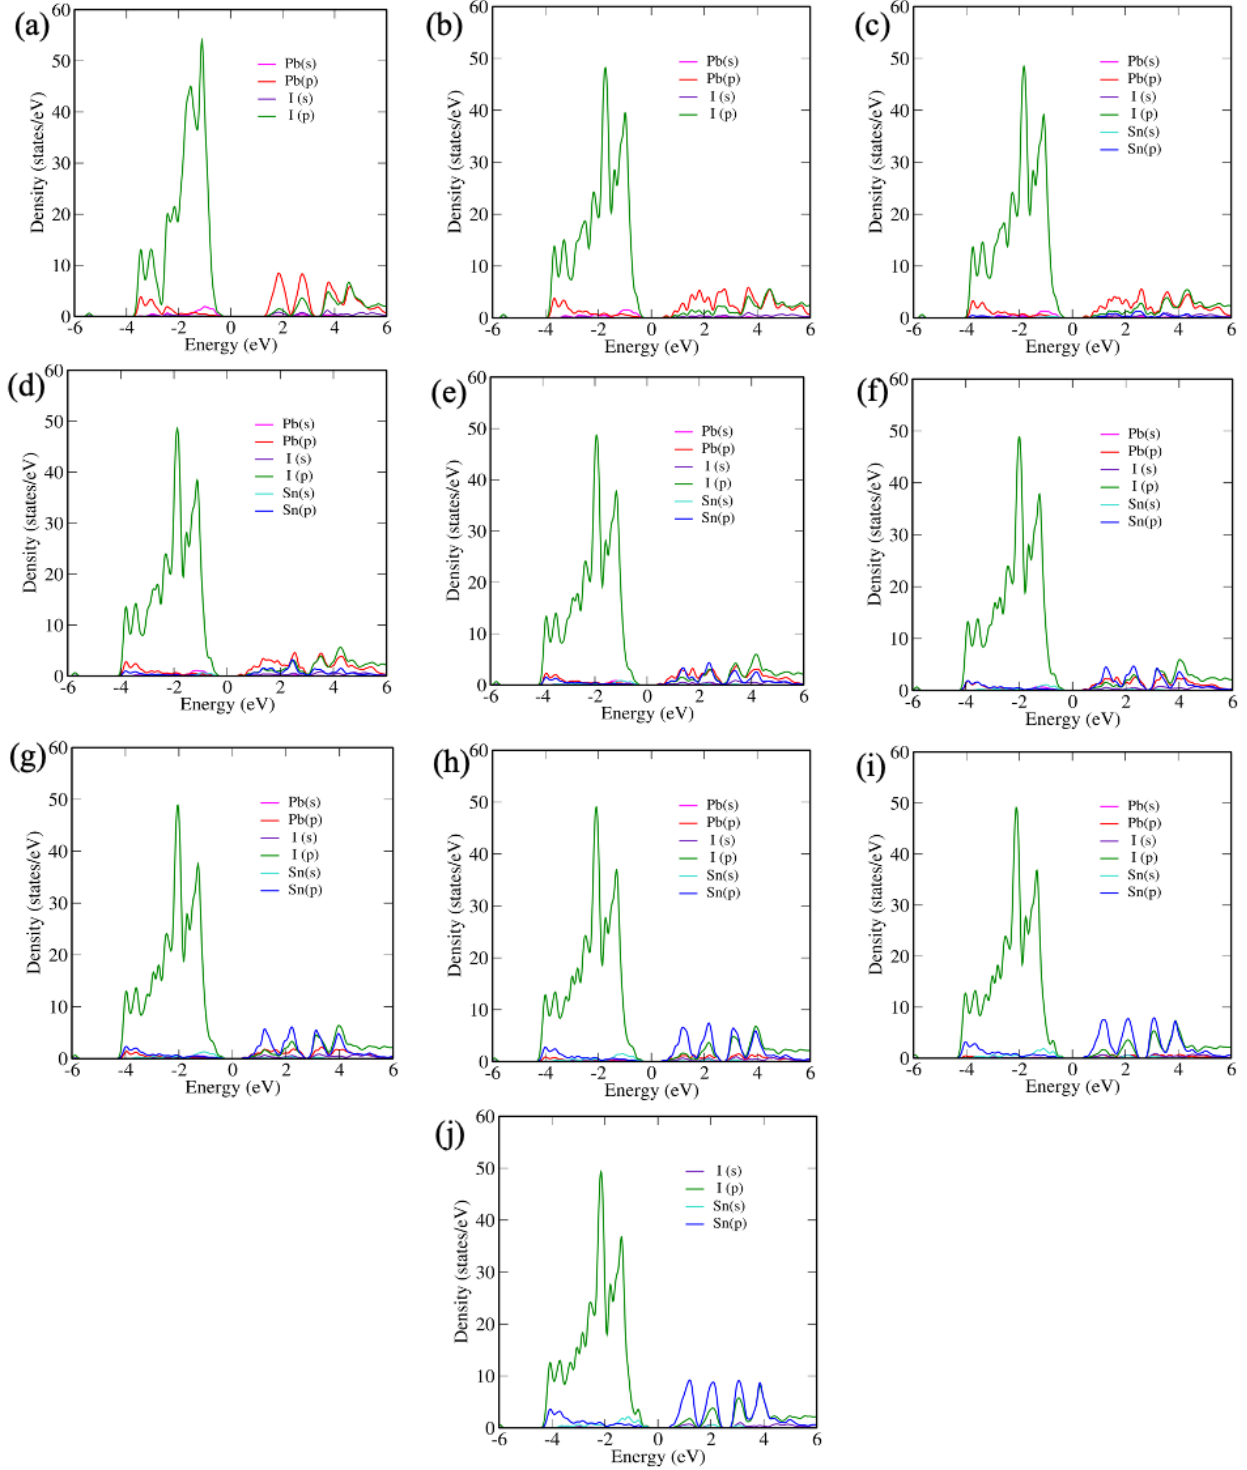 (a)
60
50
40
30
20
10
0
Density (states/eV)
Pb(s)
Pb(p)
I (s)
I (p)
-6 -4 -2 0 2 4 6
Energy (eV)
(b)
60
50
40
30
20
10
0
Density (states/eV)
Pb(s)
Pb(p)
I (s)
I (p)
-6 -4 -2 0 2 4 6
Energy (eV)
(c)
60
50
40
30
20
10
0
Density (states/eV)
Pb(s)
Pb(p)
I (s)
I (p)
Sn(s)
Sn(p)
-6 -4 -2 0 2 4 6
Energy (eV)
(d)
60
50
40
30
20
10
0
Density (states/eV)
Pb(s)
Pb(p)
I (s)
I (p)
Sn(s)
Sn(p)
-6 -4 -2 0 2 4 6
Energy (eV)
(e)
60
50
40
30
20
10
0
Density (states/eV)
Pb(s)
Pb(p)
I (s)
I (p)
Sn(s)
Sn(p)
-6 -4 -2 0 2 4 6
Energy (eV)
(f)
60
50
40
30
20
10
0
Density (states/eV)
Pb(s)
Pb(p)
I (s)
I (p)
Sn(s)
Sn(p)
-6 -4 -2 0 2 4 6
Energy (eV)
(g)
60
50
40
30
20
10
0
Density (states/eV)
Pb(s)
Pb(p)
I (s)
I (p)
Sn(s)
Sn(p)
-6 -4 -2 0 2 4 6
Energy (eV)
(h)
60
50
40
30
20
10
0
Density (states/eV)
Pb(s)
Pb(p)
I (s)
I (p)
Sn(s)
Sn(p)
-6 -4 -2 0 2 4 6
Energy (eV)
(i)
60
50
40
30
20
10
0
Density (states/eV)
Pb(s)
Pb(p)
I (s)
I (p)
Sn(s)
Sn(p)
-6 -4 -2 0 2 4 6
Energy (eV)
(j)
60
50
40
30
20
10
0
Density (states/eV)
I (s)
I (p)
Sn(s)
Sn(p)
-6 -4 -2 0 2 4 6
Energy (eV)